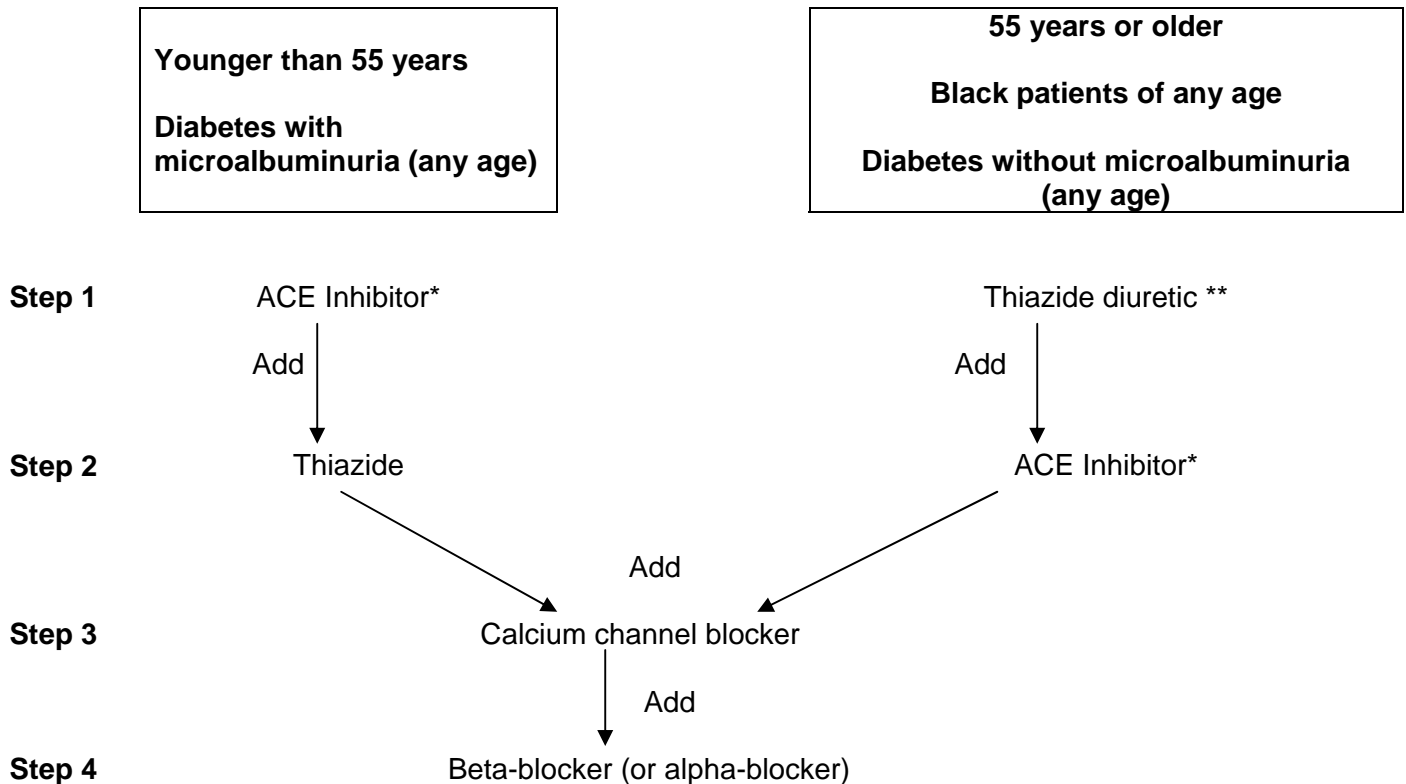 Younger than 55 years
Diabetes with
microalbuminuria (any age)
55 years or older
Black patients of any age
Diabetes without microalbuminuria
(any age)
Step 1
ACE Inhibitor*
Thiazide diuretic **
Add
Add
Step 2
Thiazide
ACE Inhibitor*
Add
Step 3
Calcium channel blocker
Add
Step 4
Beta-blocker (or alpha-blocker)